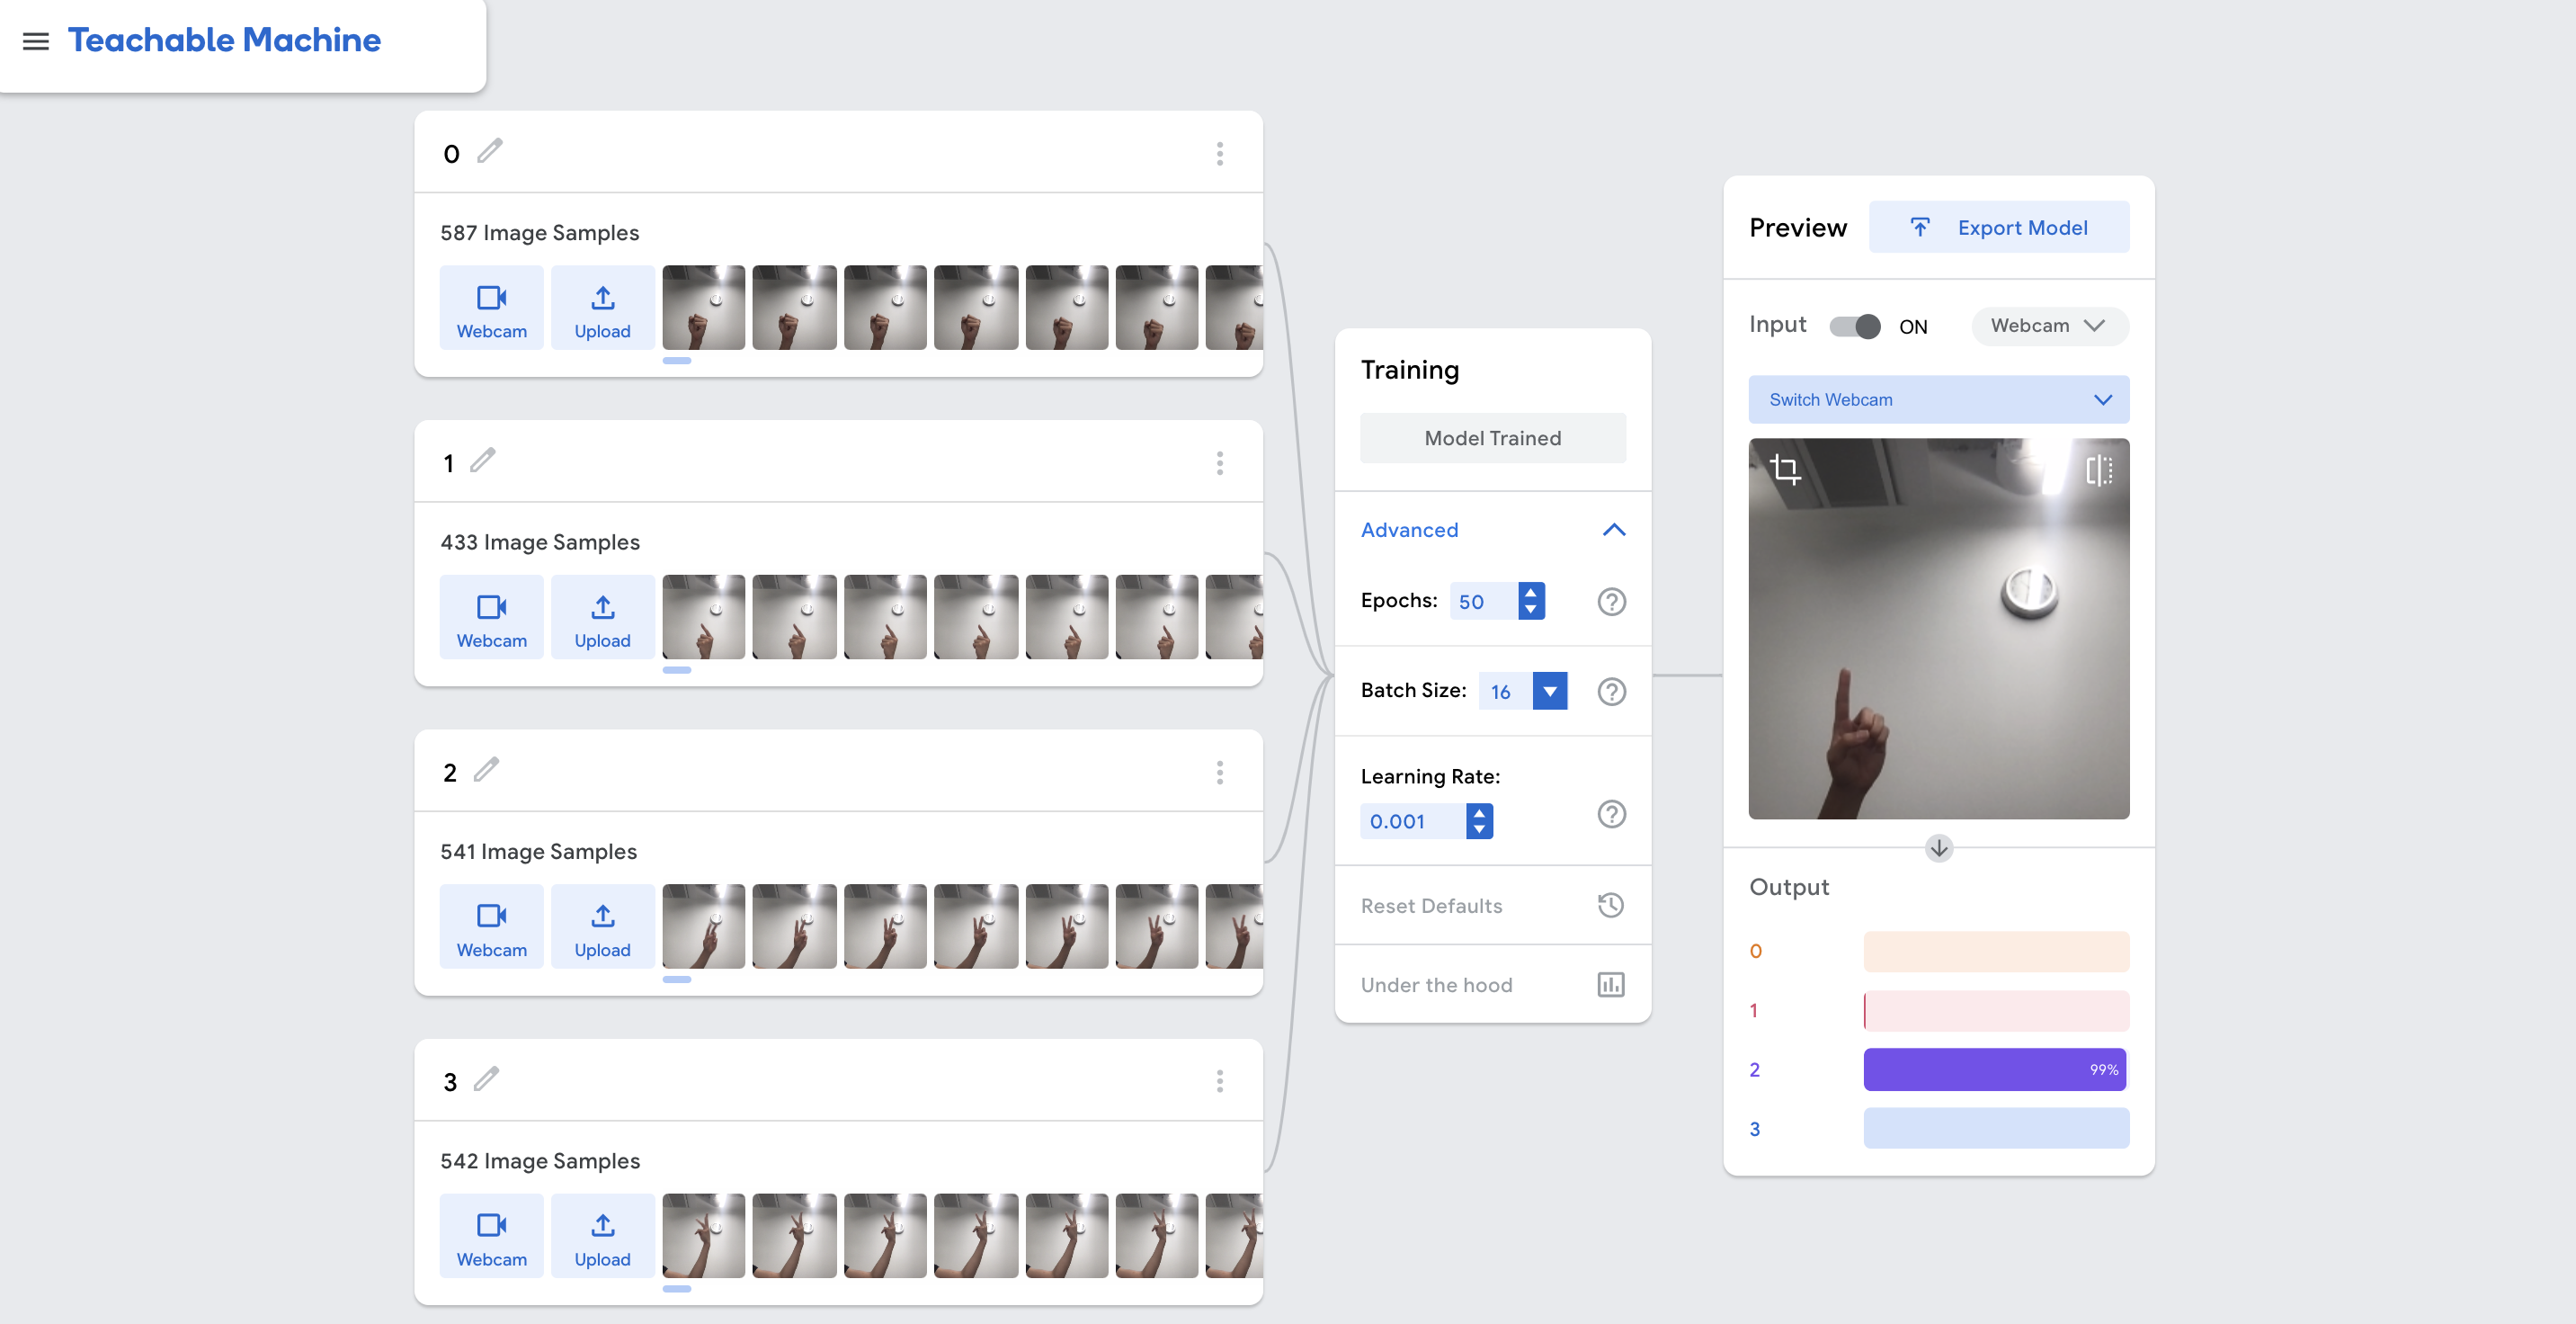 Teachable Machine
0
587 Image Samples
Webcam
Upload
1
433 Image Samples
Webcam
Upload
2
541 Image Samples
Webcam
Upload
3
542 Image Samples
Webcam
Upload
Training
Model Trained
Advanced
Epochs: 50
Batch Size: 16
Learning Rate:
0.001
Reset Defaults
Under the hood
Preview
Export Model
Input ON Webcam
Switch Webcam
Output
0
1
2 99%
3